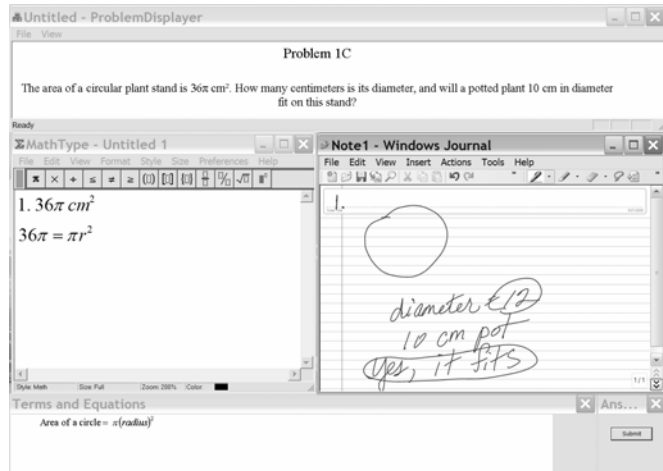 Untitled - ProblemDisplayer
File View
Problem 1C
The area of a circular plant stand is 36π cm². How many centimeters is its diameter, and will a potted plant 10 cm in diameter
fit on this stand?
Ready
MathType - Untitled 1
File Edit View Format Style Size Preferences Help
1. 36π cm²
36π = πr²
Style: Math Size: Full Zoom: 200% Color:
Note1 - Windows Journal
File Edit View Insert Actions Tools Help
1.
diameter 12
10 cm pot
Yes, it fits
1/1
Terms and Equations
Area of a circle = π(radius)²
Ans...
Submit